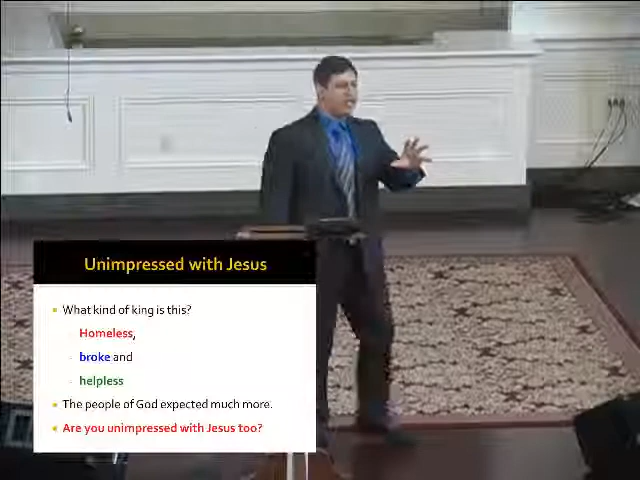 Unimpressed with Jesus
What kind of king is this?
Homeless,
broke and
helpless
The people of God expected much more.
Are you unimpressed with Jesus too?